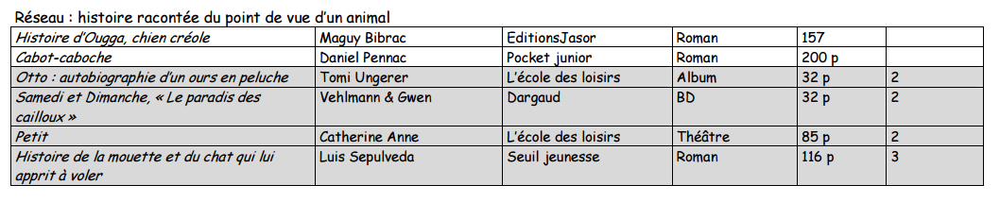 Réseau : histoire racontée du point de vue d'un animal
Histoire d'Ougga, chien créole Maguy Bibrac EditionsJasor Roman 157
Cabot-caboche Daniel Pennac Pocket junior Roman 200 p
Otto : autobiographie d'un ours en peluche Tomi Ungerer L'école des loisirs Album 32 p 2
Samedi et Dimanche, « Le paradis des Vehlmann & Gwen Dargaud BD 32 p 2
cailloux »
Petit Catherine Anne L'école des loisirs Théâtre 85 p 2
Histoire de la mouette et du chat qui lui Luis Sepulveda Seuil jeunesse Roman 116 p 3
apprit à voler